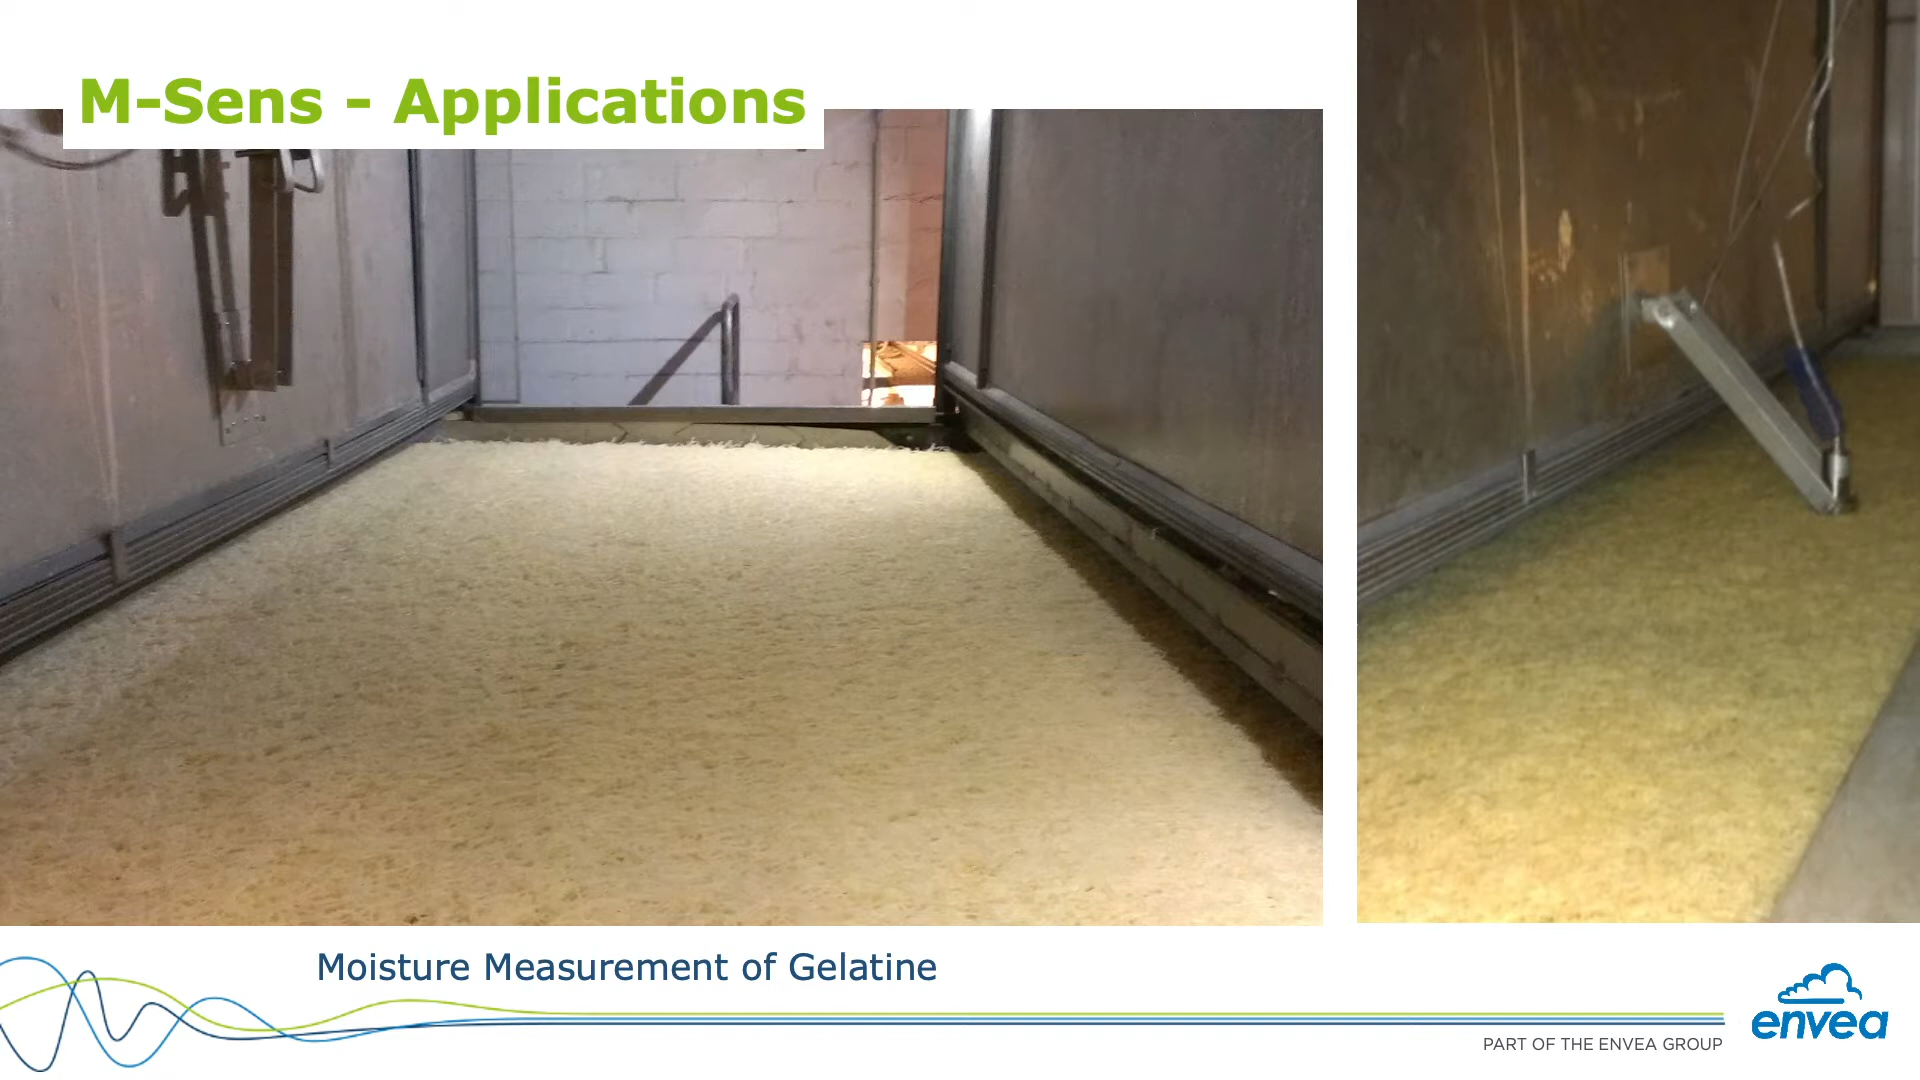 M-Sens - Applications
Moisture Measurement of Gelatine
envea
PART OF THE ENVEA GROUP